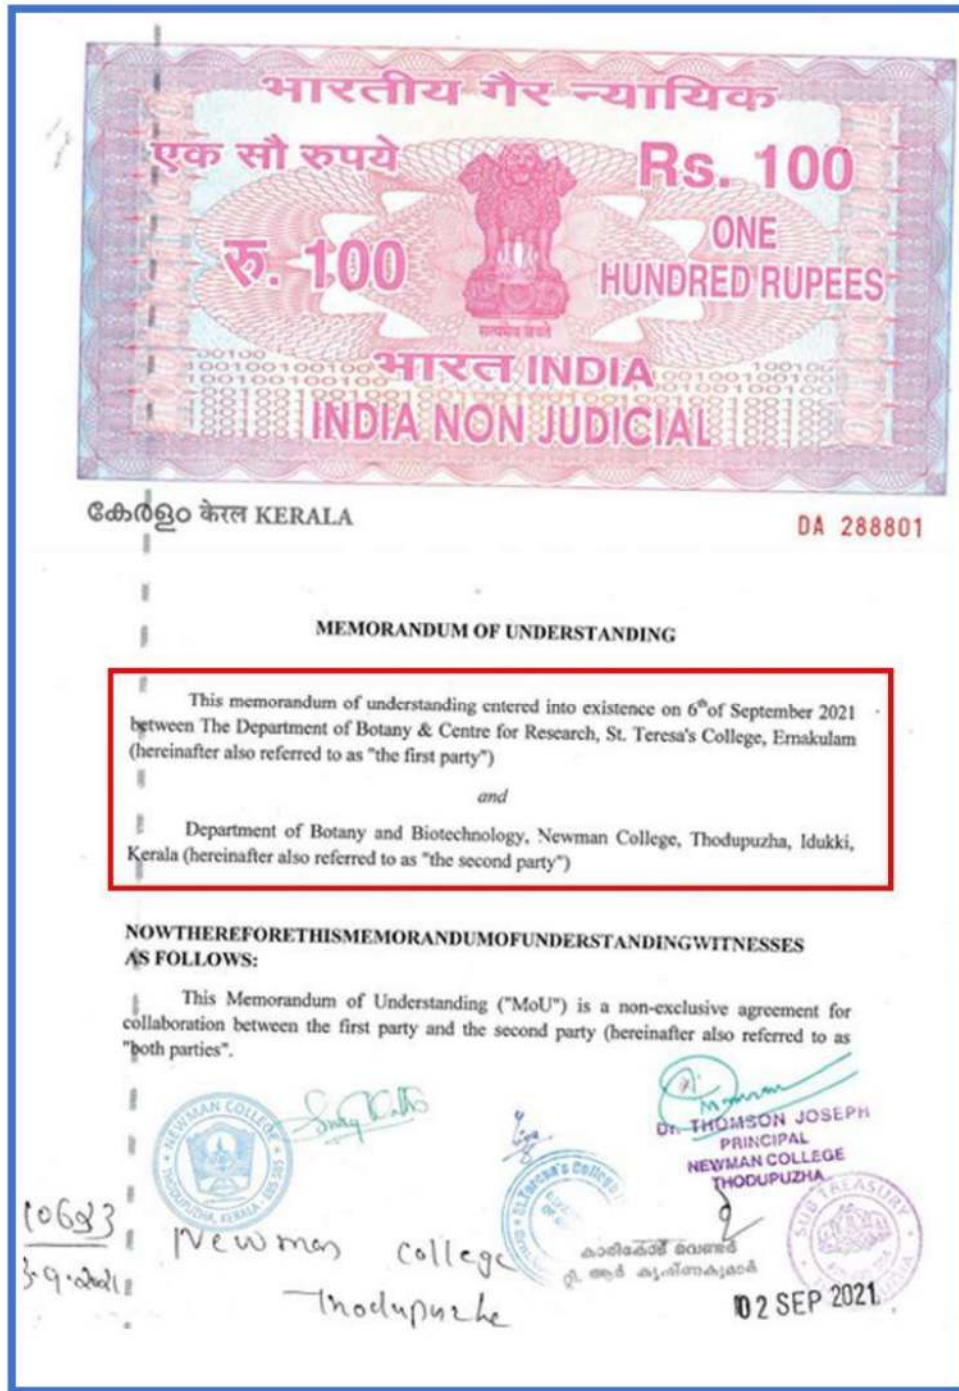 भारतीय गैर न्यायिक
एक सौ रुपये
Rs. 100
रु. 100
ONE
HUNDRED RUPEES
सत्यमेव जयते
भारत INDIA
INDIA NON JUDICIAL
കേരളം केरल KERALA
DA 288801
MEMORANDUM OF UNDERSTANDING
This memorandum of understanding entered into existence on 6th of September 2021
between The Department of Botany & Centre for Research, St. Teresa's College, Ernakulam
(hereinafter also referred to as "the first party")
and
Department of Botany and Biotechnology, Newman College, Thodupuzha, Idukki,
Kerala (hereinafter also referred to as "the second party")
NOWTHEREFORETHISMEMORANDUMOFUNDERSTANDINGWITNESSES
AS FOLLOWS:
This Memorandum of Understanding ("MoU") is a non-exclusive agreement for
collaboration between the first party and the second party (hereinafter also referred to as
"both parties".
NEWMAN COLLEGE
THODUPUZHA, KERALA - 685 585
St. Teresa's College
Dr. THOMSON JOSEPH
PRINCIPAL
NEWMAN COLLEGE
THODUPUZHA
SUB TREASURY
10693
3.9.2021
Newman College
Thodupuzhe
02 SEP 2021